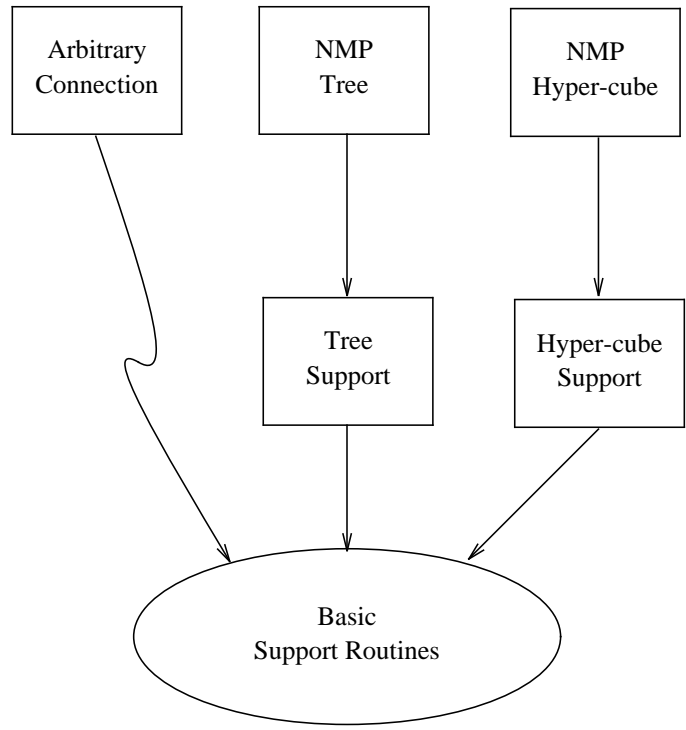 Arbitrary
Connection
NMP
Tree
NMP
Hyper-cube
Tree
Support
Hyper-cube
Support
Basic
Support Routines